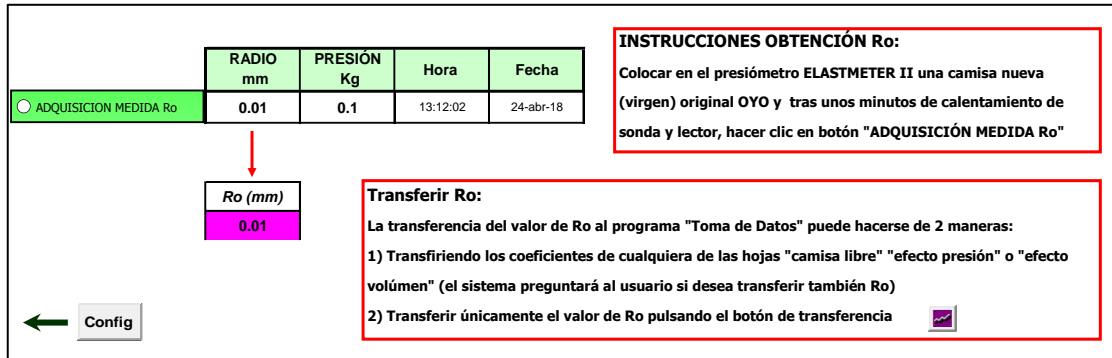 INSTRUCCIONES OBTENCIÓN Ro:
Colocar en el presiómetro ELASTMETER II una camisa nueva
(virgen) original OYO y tras unos minutos de calentamiento de
sonda y lector, hacer clic en botón "ADQUISICIÓN MEDIDA Ro"
RADIO mm PRESIÓN Kg Hora Fecha
ADQUISICION MEDIDA Ro 0.01 0.1 13:12:02 24-abr-18
Ro (mm)
0.01
Transferir Ro:
La transferencia del valor de Ro al programa "Toma de Datos" puede hacerse de 2 maneras:
1) Transfiriendo los coeficientes de cualquiera de las hojas "camisa libre" "efecto presión" o "efecto
volúmen" (el sistema preguntará al usuario si desea transferir también Ro)
2) Transferir únicamente el valor de Ro pulsando el botón de transferencia
Config